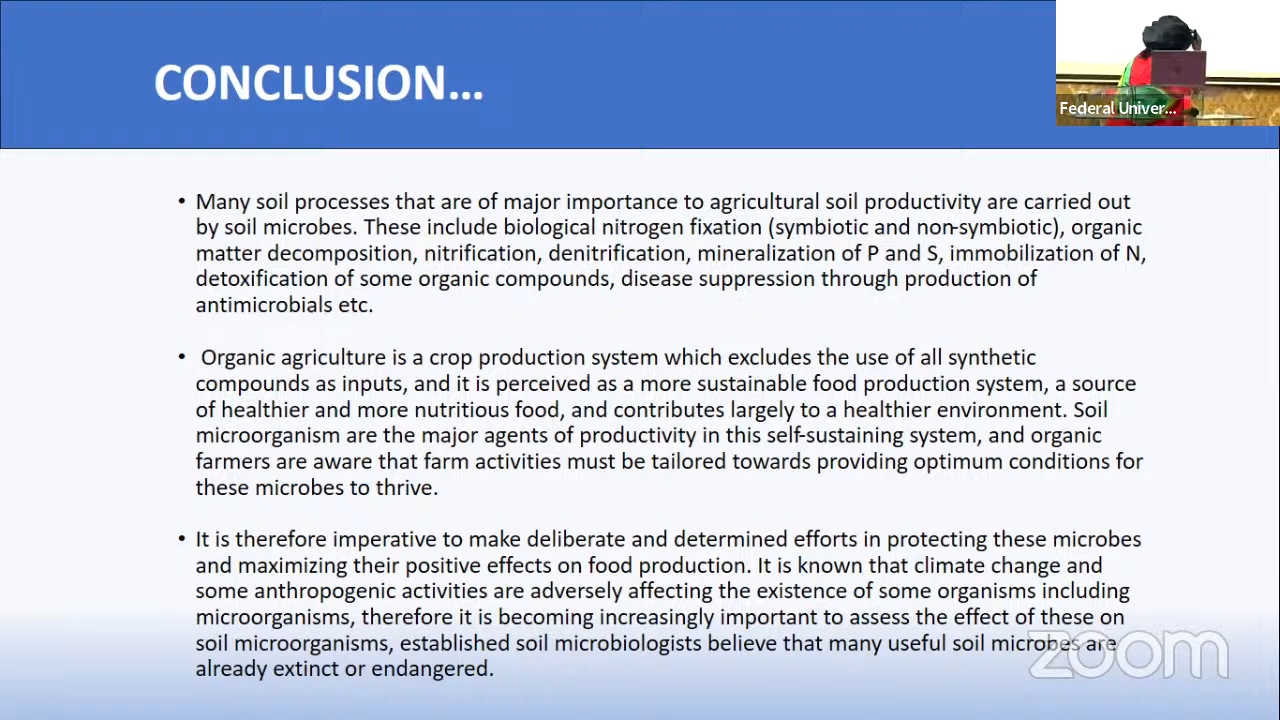 CONCLUSION...
Federal Univer...
• Many soil processes that are of major importance to agricultural soil productivity are carried out
by soil microbes. These include biological nitrogen fixation (symbiotic and non-symbiotic), organic
matter decomposition, nitrification, denitrification, mineralization of P and S, immobilization of N,
detoxification of some organic compounds, disease suppression through production of
antimicrobials etc.
• Organic agriculture is a crop production system which excludes the use of all synthetic
compounds as inputs, and it is perceived as a more sustainable food production system, a source
of healthier and more nutritious food, and contributes largely to a healthier environment. Soil
microorganism are the major agents of productivity in this self-sustaining system, and organic
farmers are aware that farm activities must be tailored towards providing optimum conditions for
these microbes to thrive.
• It is therefore imperative to make deliberate and determined efforts in protecting these microbes
and maximizing their positive effects on food production. It is known that climate change and
some anthropogenic activities are adversely affecting the existence of some organisms including
microorganisms, therefore it is becoming increasingly important to assess the effect of these on
soil microorganisms, established soil microbiologists believe that many useful soil microbes are
already extinct or endangered.
zoom